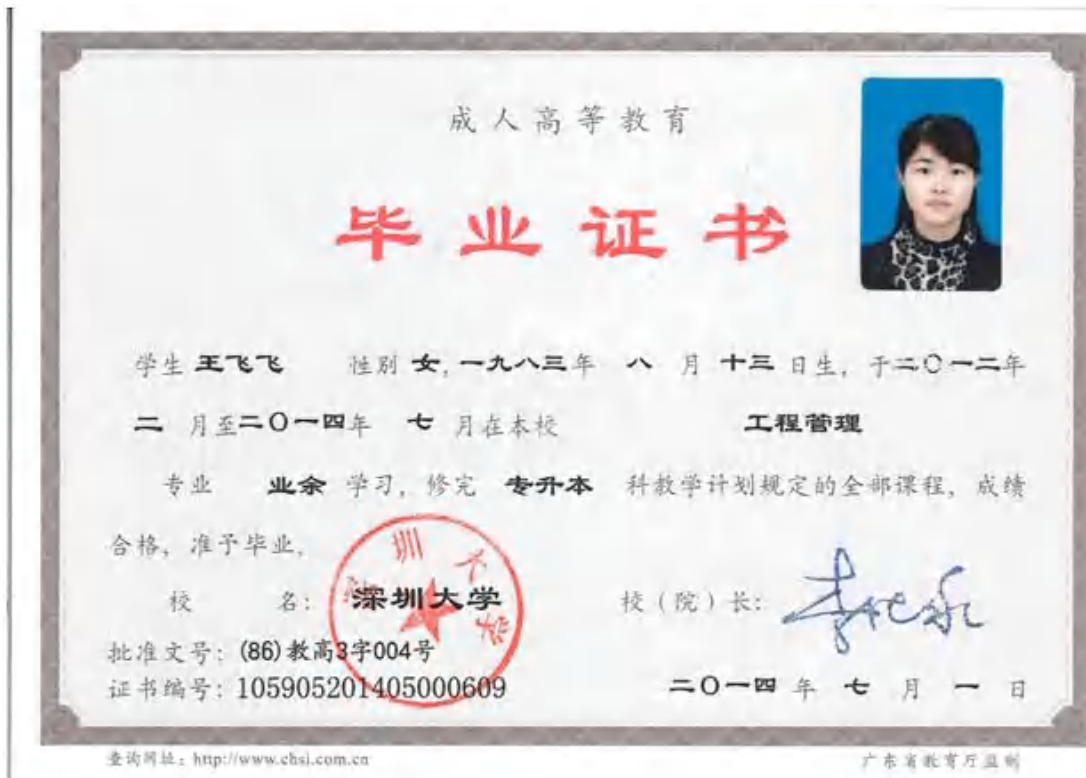 成人高等教育
毕业证书
学生 王飞飞 性别 女，一九八三年 八 月 十三 日生，于二〇一二年
二 月至二〇一四年 七 月在本校 工程管理
专业 业余 学习，修完 专升本 科教学计划规定的全部课程，成绩
合格，准予毕业。
校 名：深圳大学 校（院）长：
深圳大学
批准文号：(86)教高3字004号
证书编号：105905201405000609 二〇一四 年 七 月 一 日
查询网址：http://www.chsi.com.cn 广东省教育厅监制